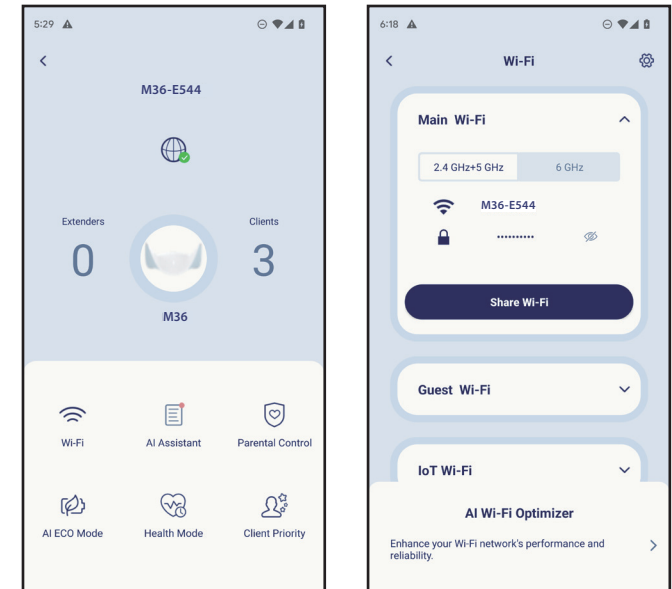 5:29
M36-E544
Extenders
Clients
0
3
M36
Wi-Fi
AI Assistant
Parental Control
AI ECO Mode
Health Mode
Client Priority
6:18
Wi-Fi
Main Wi-Fi
2.4 GHz+5 GHz
6 GHz
M36-E544
••••••••••
Share Wi-Fi
Guest Wi-Fi
IoT Wi-Fi
AI Wi-Fi Optimizer
Enhance your Wi-Fi network's performance and
reliability.